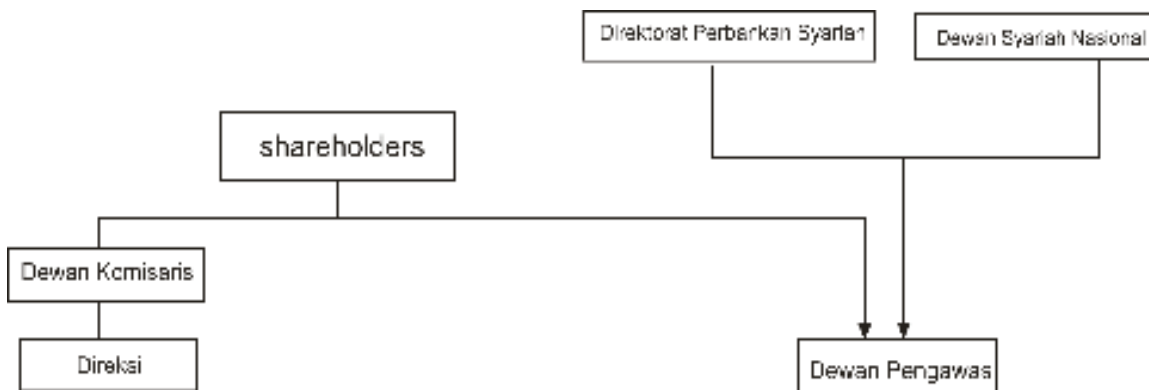 Direktorat Perbankan Syariah
Dewan Syariah Nasional
shareholders
Dewan Komisaris
Direksi
Dewan Pengawas